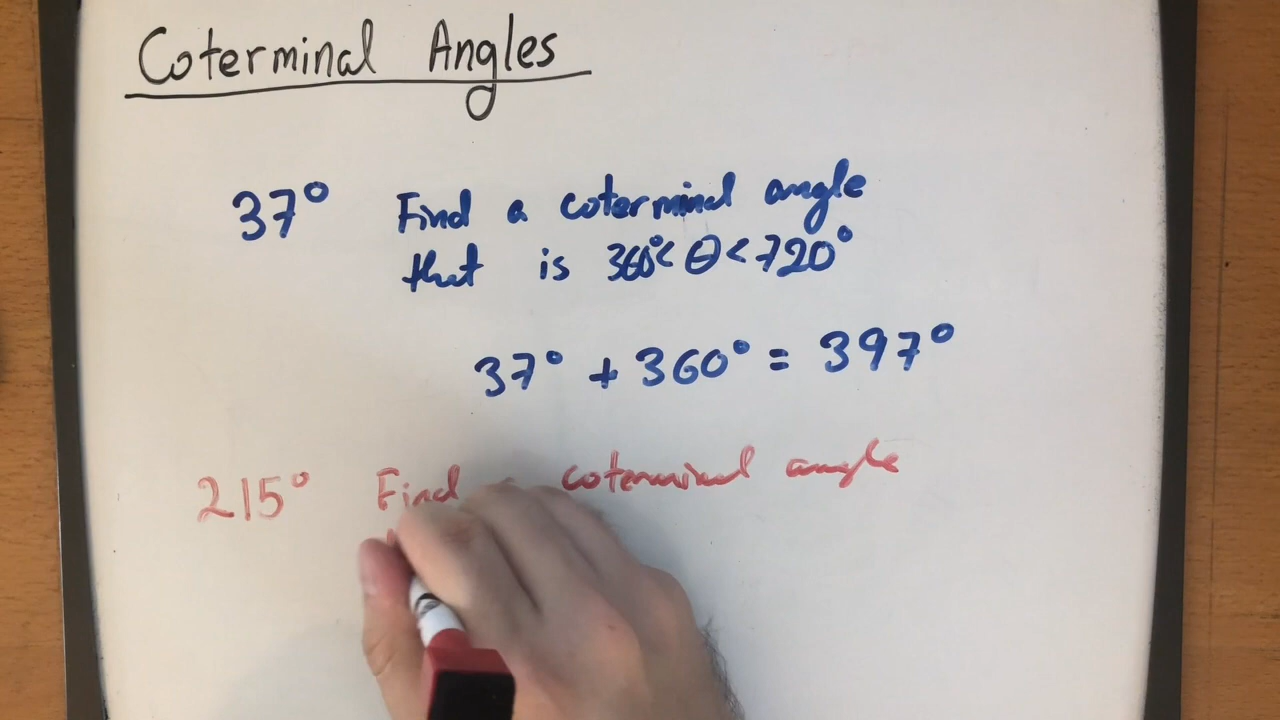 Coterminal Angles
37° Find a coterminal angle
that is 360°< θ < 720°
37° + 360° = 397°
215° Find a coterminal angle